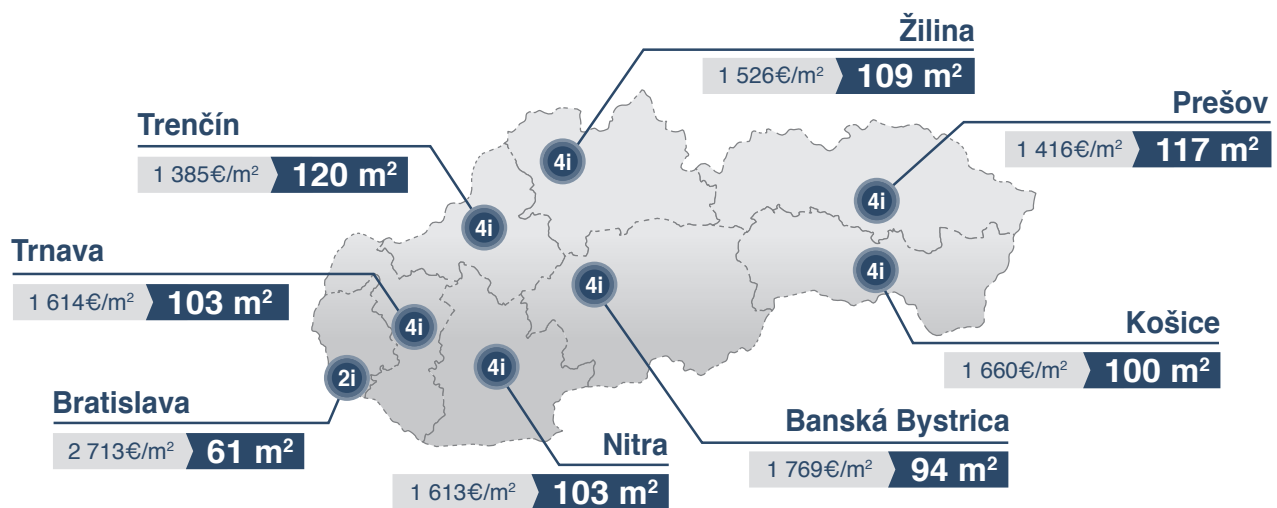 Žilina
1 526€/m² 109 m²
Prešov
1 416€/m² 117 m²
Trenčín
1 385€/m² 120 m²
4i
4i
4i
Trnava
1 614€/m² 103 m²
4i
4i
4i
Košice
1 660€/m² 100 m²
2i
4i
Bratislava
2 713€/m² 61 m²
Banská Bystrica
1 769€/m² 94 m²
Nitra
1 613€/m² 103 m²